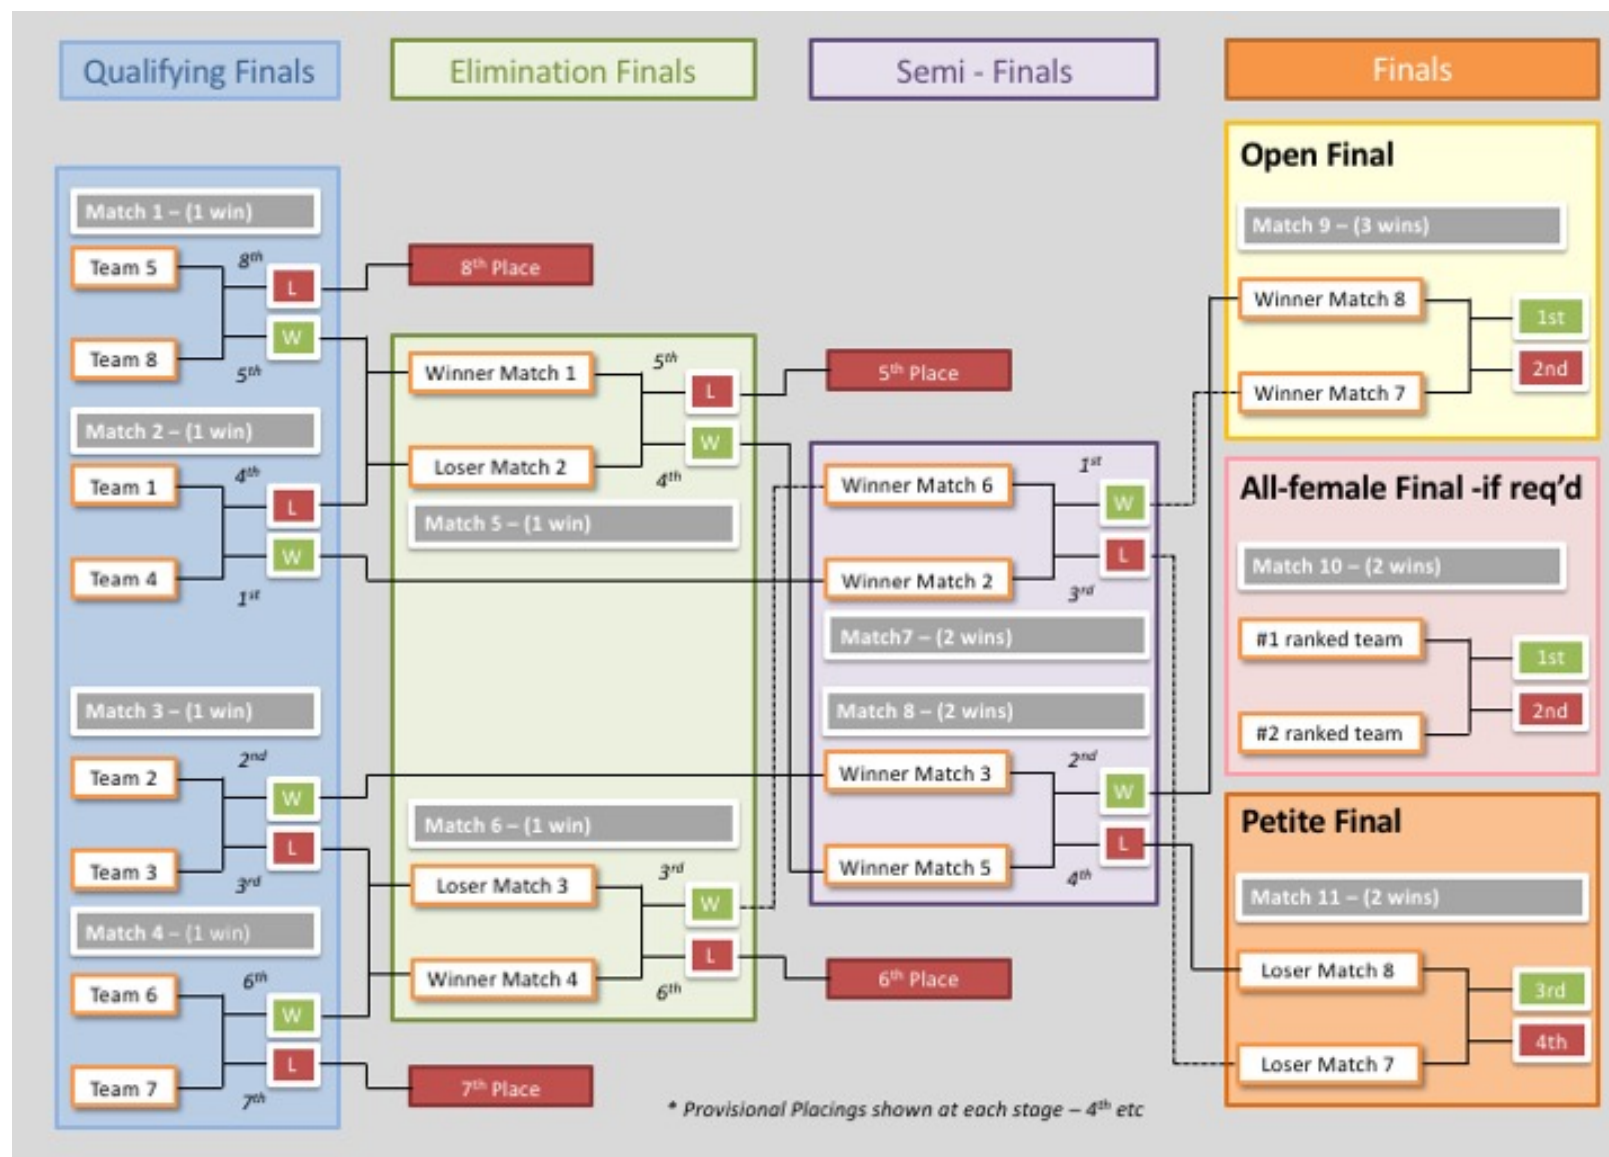 Qualifying Finals
Elimination Finals
Semi - Finals
Finals
Match 1 – (1 win)
Team 5
8th
L
W
Team 8
5th
Match 2 – (1 win)
Team 1
4th
L
W
Team 4
1st
Match 3 – (1 win)
Team 2
2nd
W
L
Team 3
3rd
Match 4 – (1 win)
Team 6
6th
W
L
Team 7
7th
8th Place
Winner Match 1
5th
L
W
Loser Match 2
4th
Match 5 – (1 win)
Match 6 – (1 win)
Loser Match 3
3rd
W
L
Winner Match 4
6th
7th Place
5th Place
Winner Match 6
1st
W
L
Winner Match 2
3rd
Match7 – (2 wins)
Match 8 – (2 wins)
Winner Match 3
2nd
W
L
Winner Match 5
4th
6th Place
* Provisional Placings shown at each stage – 4th etc
Open Final
Match 9 – (3 wins)
Winner Match 8
1st
2nd
Winner Match 7
All-female Final -if req'd
Match 10 – (2 wins)
#1 ranked team
1st
2nd
#2 ranked team
Petite Final
Match 11 – (2 wins)
Loser Match 8
3rd
4th
Loser Match 7